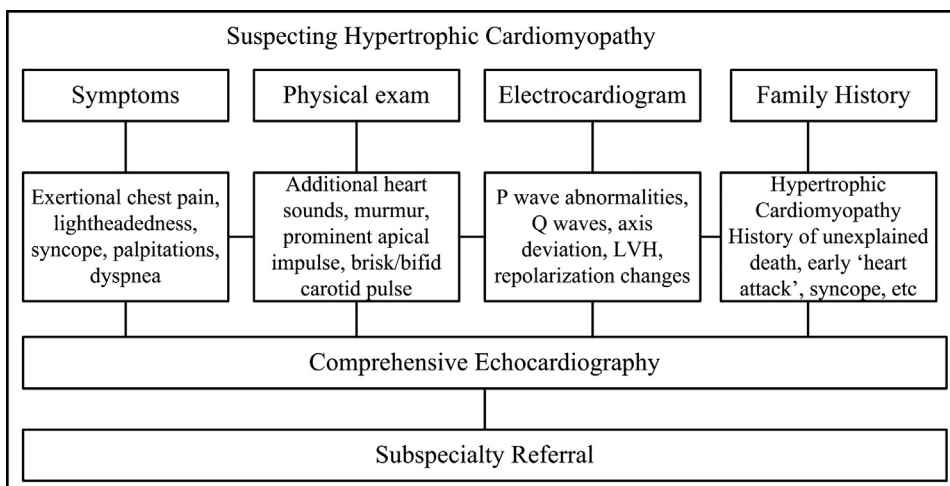 Suspecting Hypertrophic Cardiomyopathy
Symptoms
Physical exam
Electrocardiogram
Family History
Exertional chest pain,
lightheadedness,
syncope, palpitations,
dyspnea
Additional heart
sounds, murmur,
prominent apical
impulse, brisk/bifid
carotid pulse
P wave abnormalities,
Q waves, axis
deviation, LVH,
repolarization changes
Hypertrophic
Cardiomyopathy
History of unexplained
death, early ‘heart
attack’, syncope, etc
Comprehensive Echocardiography
Subspecialty Referral